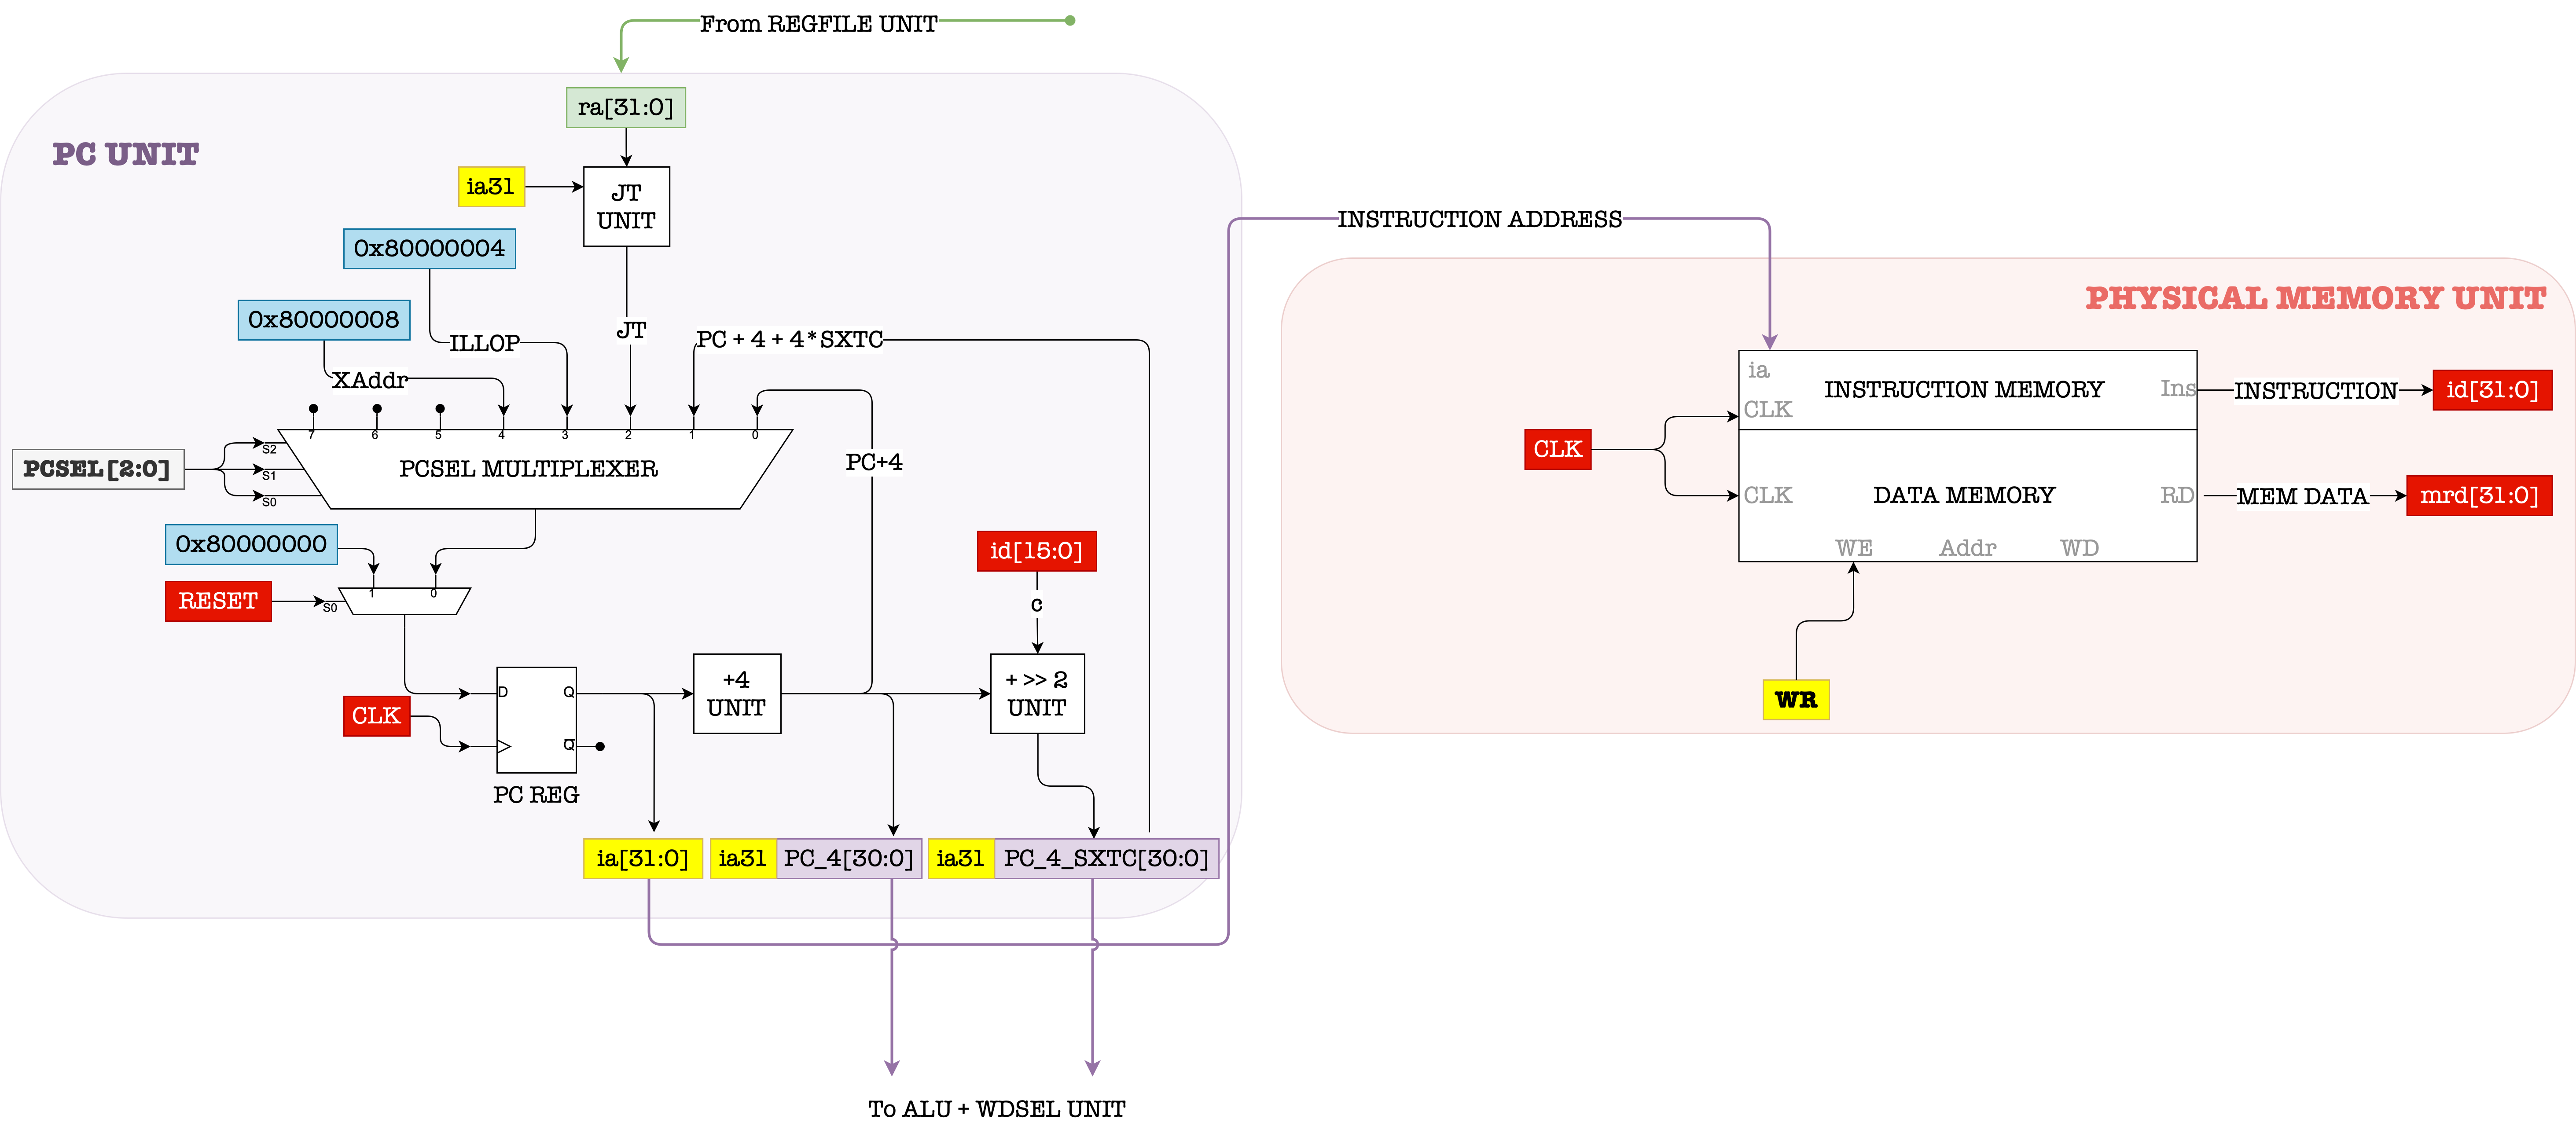 From REGFILE UNIT
ra[31:0]
PC UNIT
ia31
JT
UNIT
INSTRUCTION ADDRESS
0x80000004
PHYSICAL MEMORY UNIT
0x80000008
JT
PC + 4 + 4*SXTC
ILLOP
XAddr
ia
INSTRUCTION MEMORY
Ins
INSTRUCTION
id[31:0]
CLK
7
6
5
4
3
2
1
0
S2
PCSEL[2:0]
S1
PCSEL MULTIPLEXER
S0
PC+4
CLK
CLK
DATA MEMORY
RD
MEM DATA
mrd[31:0]
0x80000000
id[15:0]
WE
Addr
WD
1
0
RESET
S0
c
D
Q
+4
UNIT
+ >> 2
UNIT
WR
CLK
Q
PC REG
ia[31:0]
ia31
PC_4[30:0]
ia31
PC_4_SXTC[30:0]
To ALU + WDSEL UNIT